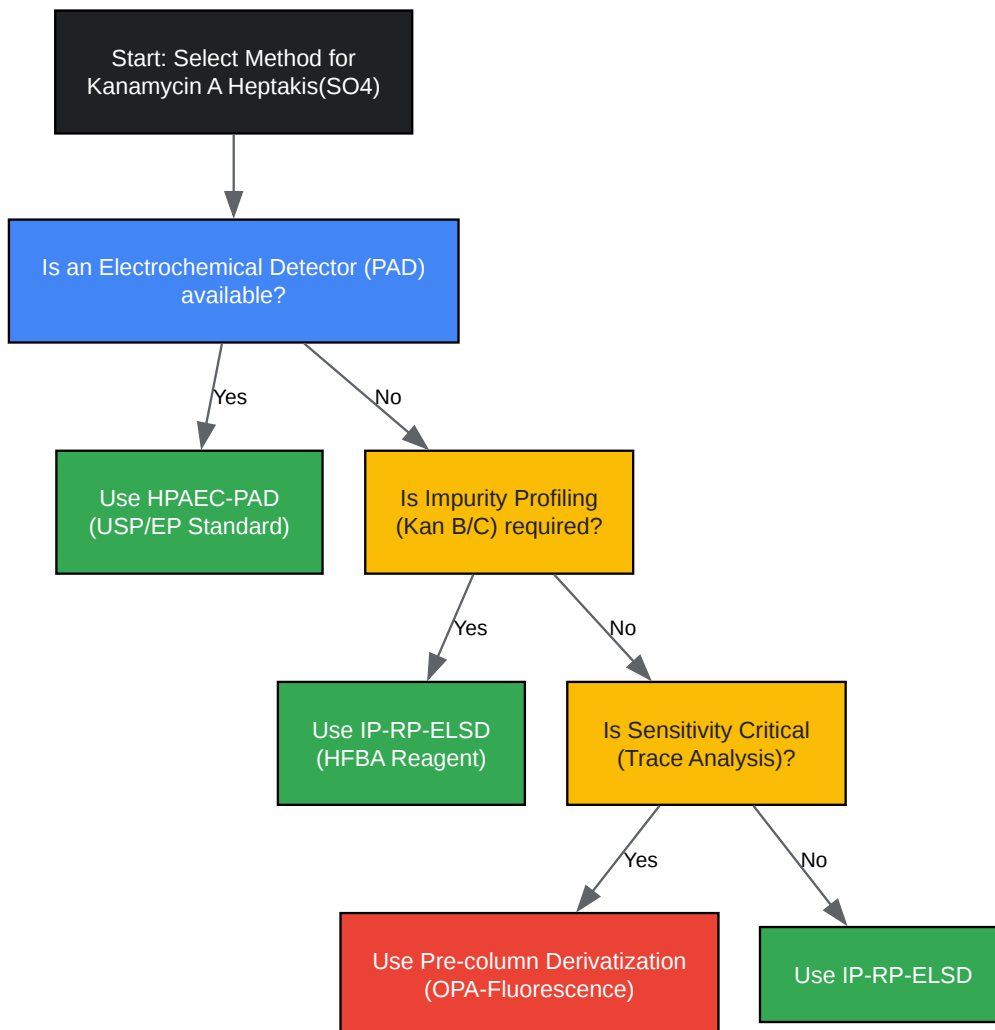 Start: Select Method for
Kanamycin A Heptakis(SO4)
Is an Electrochemical Detector (PAD)
available?
Yes
No
Use HPAEC-PAD
(USP/EP Standard)
Is Impurity Profiling
(Kan B/C) required?
Yes
No
Use IP-RP-ELSD
(HFBA Reagent)
Is Sensitivity Critical
(Trace Analysis)?
Yes
No
Use Pre-column Derivatization
(OPA-Fluorescence)
Use IP-RP-ELSD